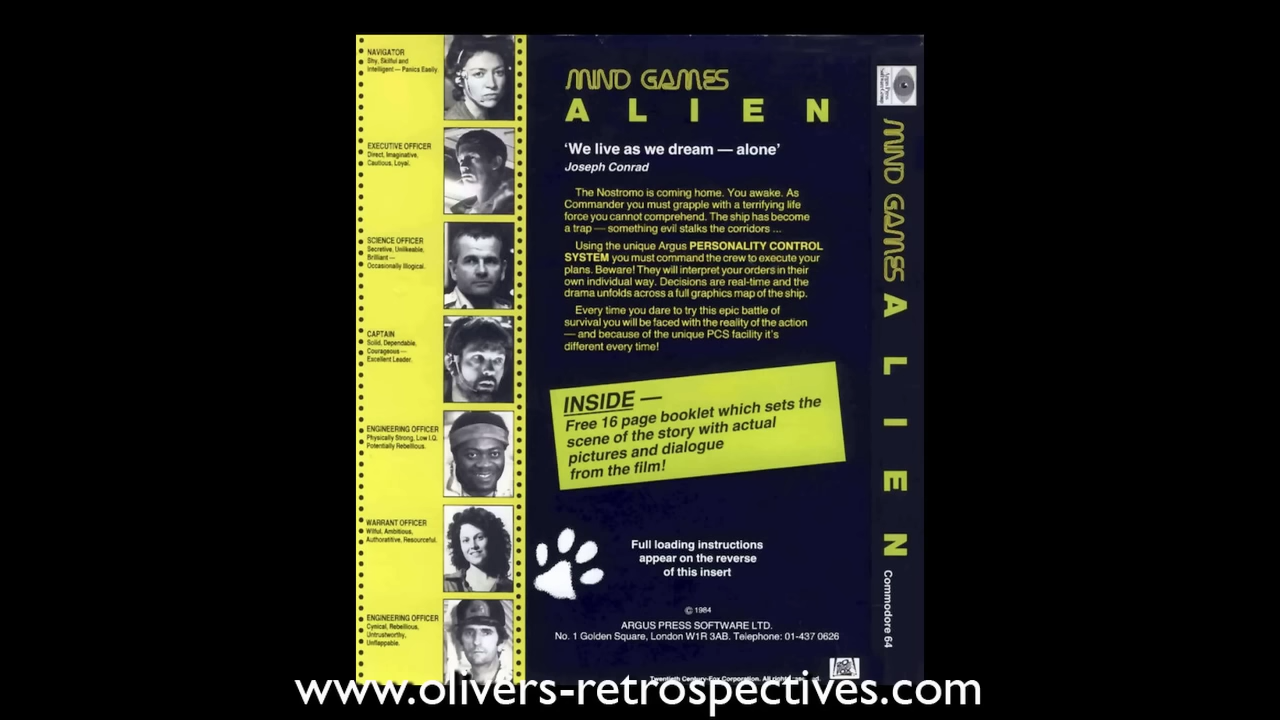 NAVIGATOR
Shy, Skilful and
Intelligent — Panics Easily.
EXECUTIVE OFFICER
Direct, Imaginative,
Cautious, Loyal.
SCIENCE OFFICER
Secretive, Unlikeable,
Brilliant —
Occasionally Illogical.
CAPTAIN
Solid, Dependable,
Courageous —
Excellent Leader.
ENGINEERING OFFICER
Physically Strong, Low I.Q.
Potentially Rebellious.
WARRANT OFFICER
Wilful, Ambitious,
Authoritative, Resourceful.
ENGINEERING OFFICER
Cynical, Rebellious,
Untrustworthy,
Unflappable.
MIND GAMES
ALIEN
'We live as we dream — alone'
Joseph Conrad
The Nostromo is coming home. You awake. As
Commander you must grapple with a terrifying life
force you cannot comprehend. The ship has become
a trap — something evil stalks the corridors ...
Using the unique Argus PERSONALITY CONTROL
SYSTEM you must command the crew to execute your
plans. Beware! They will interpret your orders in their
own individual way. Decisions are real-time and the
drama unfolds across a full graphics map of the ship.
Every time you dare to try this epic battle of
survival you will be faced with the reality of the action
— and because of the unique PCS facility it's
different every time!
INSIDE —
Free 16 page booklet which sets the
scene of the story with actual
pictures and dialogue
from the film!
Full loading instructions
appear on the reverse
of this insert
© 1984
ARGUS PRESS SOFTWARE LTD.
No. 1 Golden Square, London W1R 3AB. Telephone: 01-437 0626
Twentieth Century-Fox Corporation. All rights
MIND GAMES ALIEN
Commodore 64
www.olivers-retrospectives.com